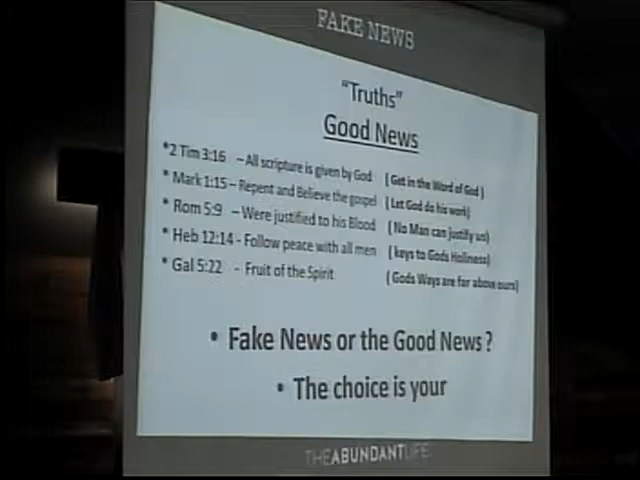 FAKE NEWS
"Truths"
Good News
*2 Tim 3:16 – All scripture is given by God ( Get in the Word of God )
* Mark 1:15 – Repent and Believe the gospel ( Let God do his work)
* Rom 5:9 – Were justified to his Blood ( No Man can justify us)
* Heb 12:14 - Follow peace with all men ( keys to Gods Holiness)
* Gal 5:22 - Fruit of the Spirit ( Gods Ways are far above ours)
• Fake News or the Good News ?
• The choice is your
THEABUNDANTLIFE